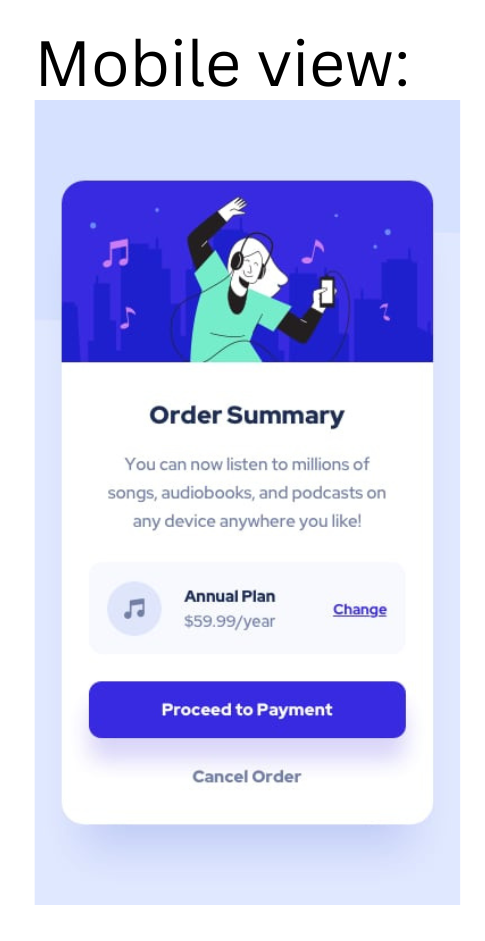 Mobile view:
Order Summary
You can now listen to millions of
songs, audiobooks, and podcasts on
any device anywhere you like!
Annual Plan
$59.99/year
Change
Proceed to Payment
Cancel Order